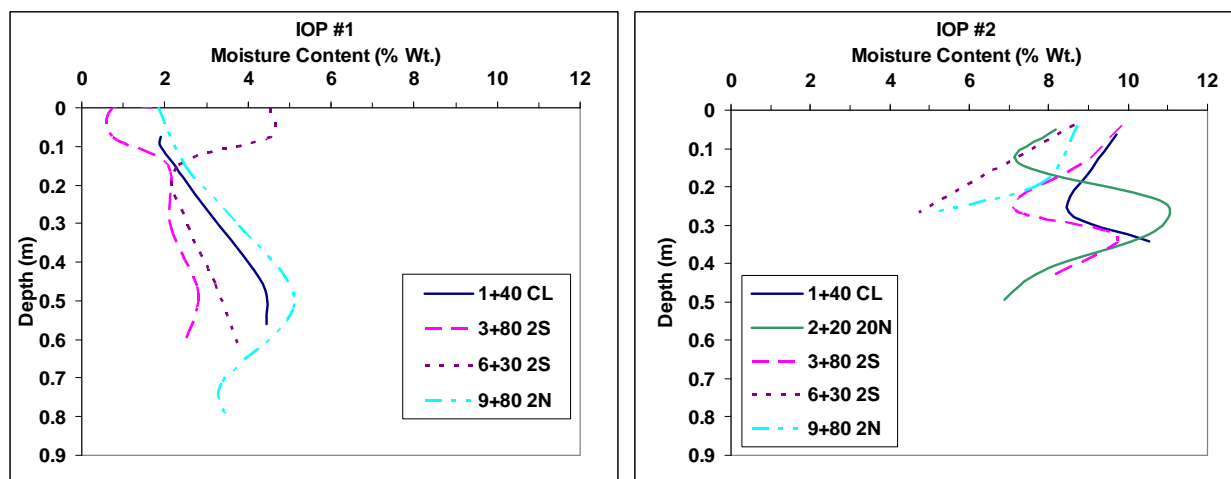 IOP #1
Moisture Content (% Wt.)
0 2 4 6 8 10 12
0
0.1
0.2
0.3
0.4
0.5
0.6
0.7
0.8
0.9
Depth (m)
1+40 CL
3+80 2S
6+30 2S
9+80 2N
IOP #2
Moisture Content (% Wt.)
0 2 4 6 8 10 12
0
0.1
0.2
0.3
0.4
0.5
0.6
0.7
0.8
0.9
Depth (m)
1+40 CL
2+20 20N
3+80 2S
6+30 2S
9+80 2N